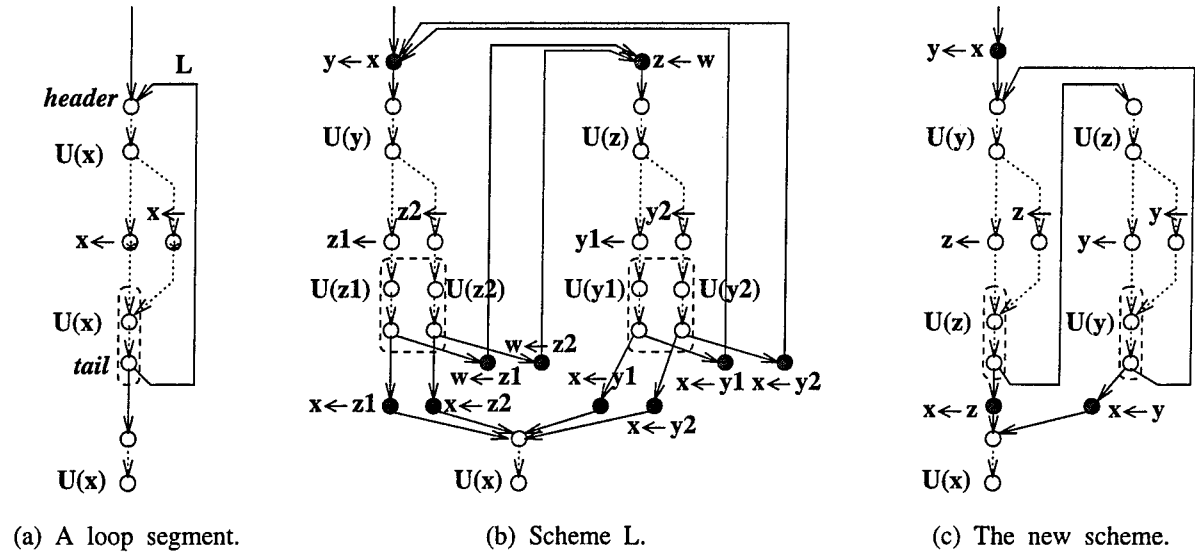 L
header
U(x)
x←
x←
U(x)
tail
U(x)
(a) A loop segment.
y← x
z← w
U(y)
U(z)
z2←
y2←
z1←
y1←
U(z1)
U(z2)
U(y1)
U(y2)
w← z2
w← z1
x← y1
x← y1
x← y2
x← z1
x← z2
x← y2
U(x)
(b) Scheme L.
y← x
U(y)
U(z)
z←
y←
z←
y←
U(z)
U(y)
x← z
x← y
U(x)
(c) The new scheme.